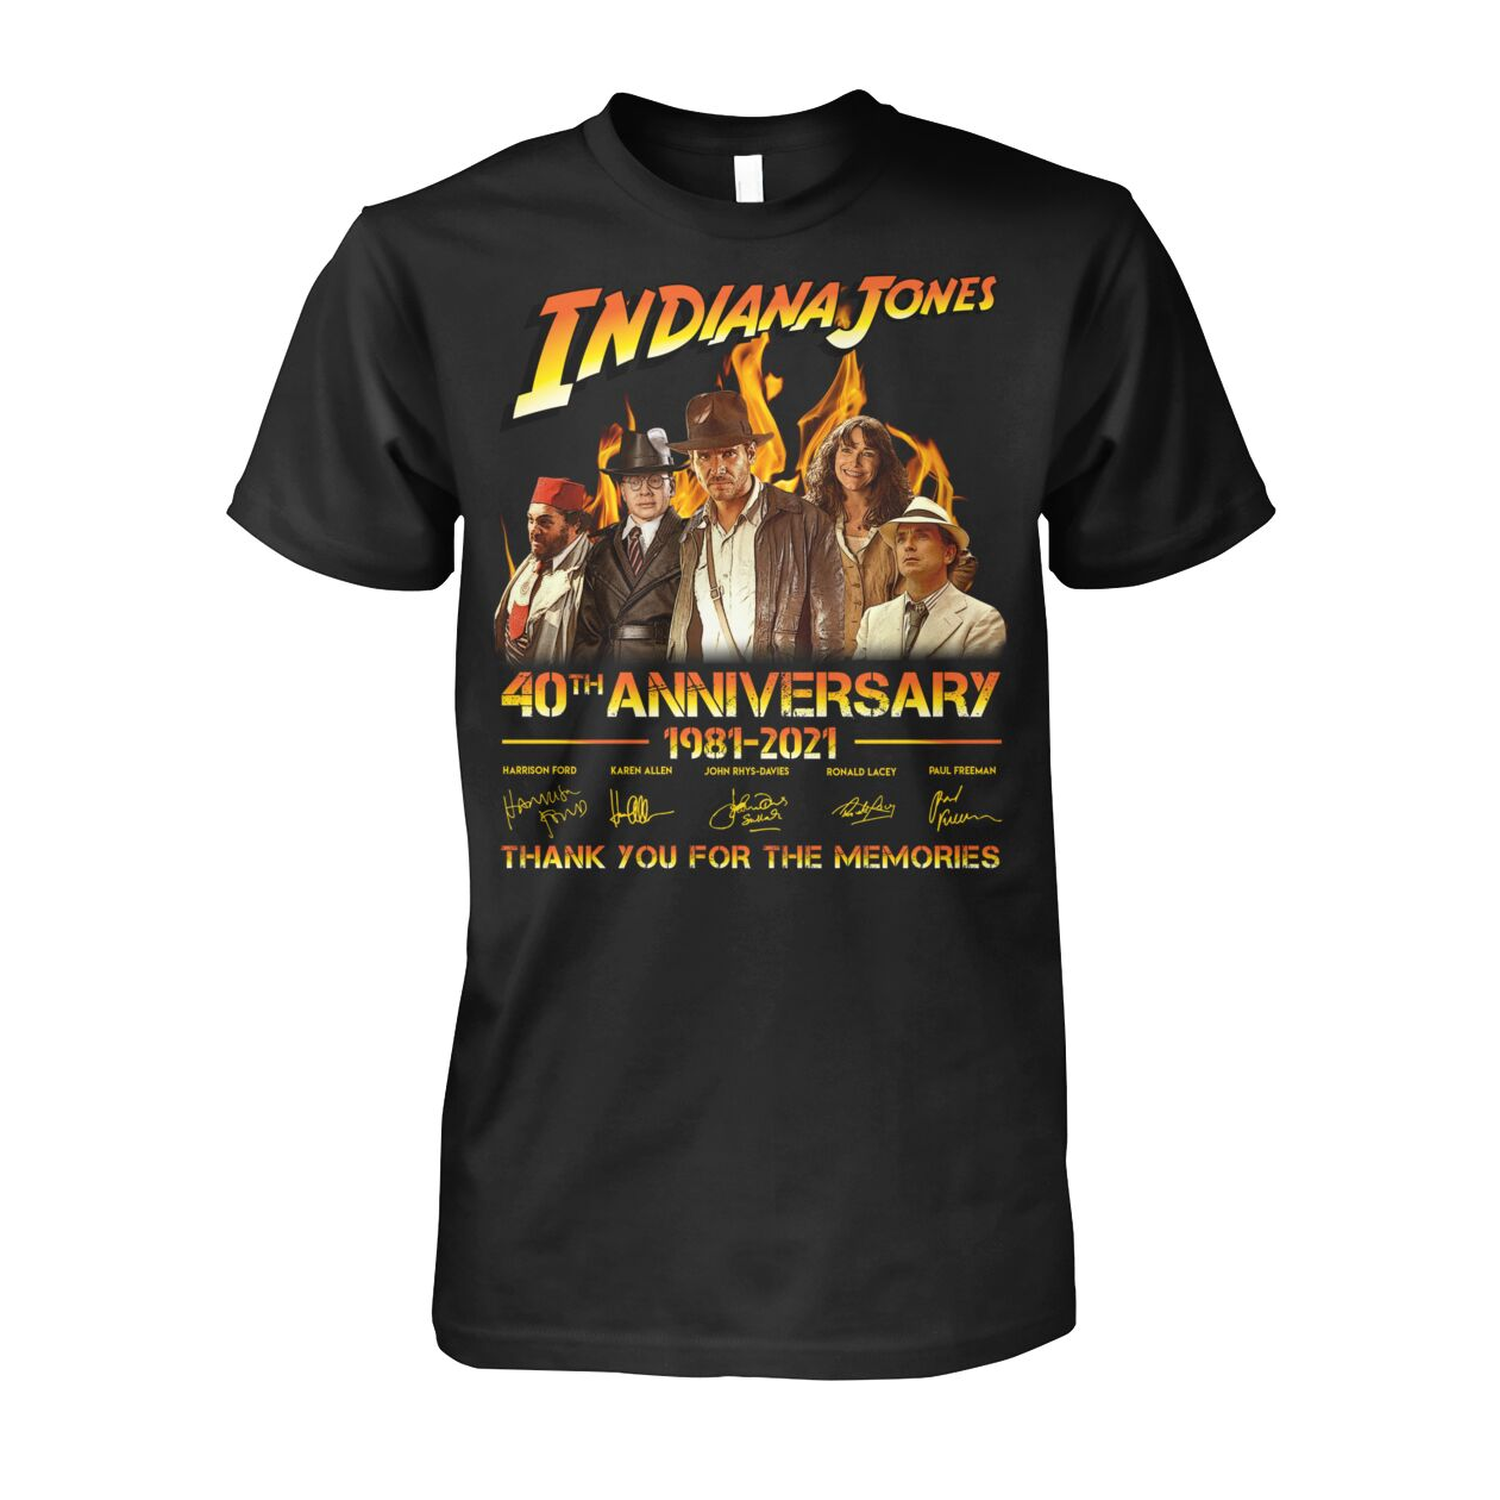 INDIANA JONES
40TH ANNIVERSARY
1981-2021
HARRISON FORD KAREN ALLEN JOHN RHYS-DAVIES RONALD LACEY PAUL FREEMAN
THANK YOU FOR THE MEMORIES